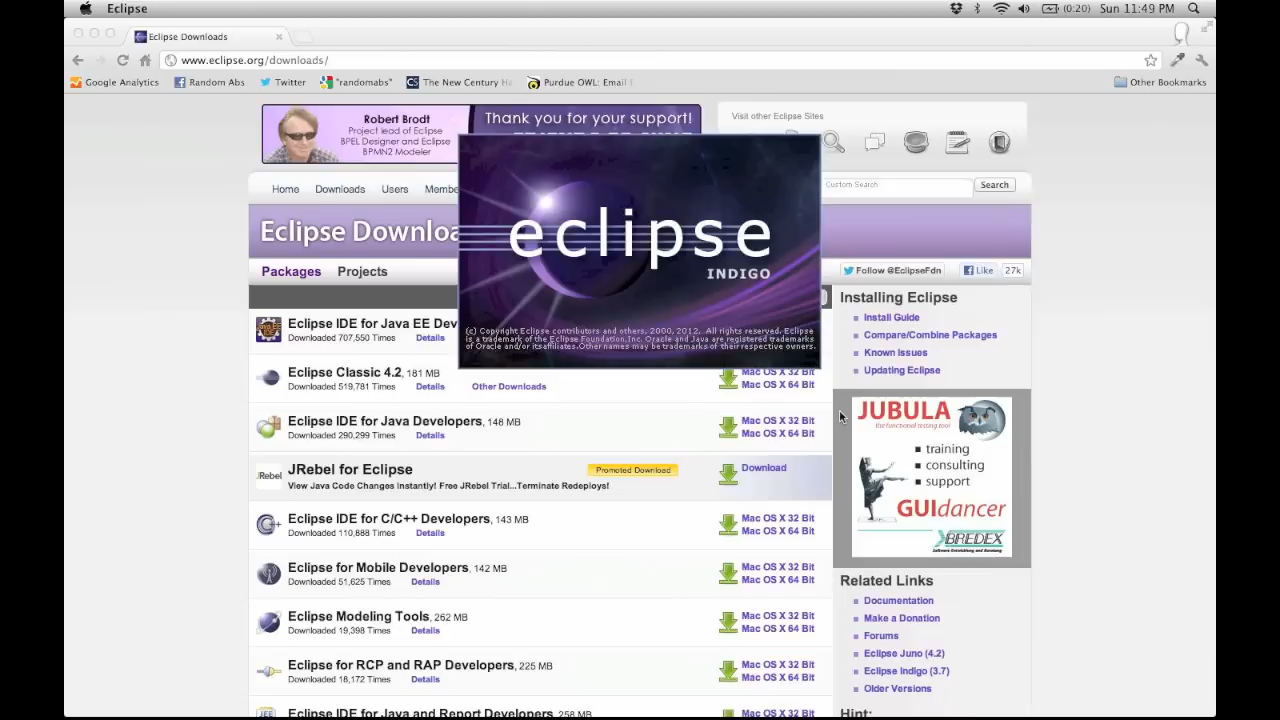 Eclipse
(0:20)
Sun 11:49 PM
Eclipse Downloads
www.eclipse.org/downloads/
Google Analytics
Random Abs
Twitter
"randomabs"
The New Century Ha
Purdue OWL: Email
Other Bookmarks
Robert Brodt
Project lead of Eclipse
BPEL Designer and Eclipse
BPMN2 Modeler
Thank you for your support!
Visit other Eclipse Sites
Home
Downloads
Users
Membe
Custom Search
Search
Eclipse Downloa
Packages
Projects
Follow @EclipseFdn
Like
27k
eclipse
INDIGO
(c) Copyright Eclipse contributors and others, 2000, 2012. All rights reserved. Eclipse
is a trademark of the Eclipse Foundation,Inc. Oracle and Java are registered trademarks
of Oracle and/or itsaffiliates.Other names may be trademarks of their respective owners.
Eclipse IDE for Java EE Dev
Downloaded 707,550 Times
Details
Eclipse Classic 4.2, 181 MB
Downloaded 519,781 Times
Details
Other Downloads
Mac OS X 32 Bit
Mac OS X 64 Bit
Eclipse IDE for Java Developers, 148 MB
Downloaded 290,299 Times
Details
Mac OS X 32 Bit
Mac OS X 64 Bit
JRebel
JRebel for Eclipse
Promoted Download
Download
View Java Code Changes Instantly! Free JRebel Trial...Terminate Redeploys!
Eclipse IDE for C/C++ Developers, 143 MB
Downloaded 110,888 Times
Details
Mac OS X 32 Bit
Mac OS X 64 Bit
Eclipse for Mobile Developers, 142 MB
Downloaded 51,625 Times
Details
Mac OS X 32 Bit
Mac OS X 64 Bit
Eclipse Modeling Tools, 262 MB
Downloaded 19,398 Times
Details
Mac OS X 32 Bit
Mac OS X 64 Bit
Eclipse for RCP and RAP Developers, 225 MB
Downloaded 18,172 Times
Details
Mac OS X 32 Bit
Mac OS X 64 Bit
JEE
Eclipse IDE for Java and Report Developers, 258 MB
Mac OS X 32 Bit
Installing Eclipse
Install Guide
Compare/Combine Packages
Known Issues
Updating Eclipse
JUBULA
the functional testing tool
training
consulting
support
GUIdancer
BREDEX
Software Entwicklung und Beratung
Related Links
Documentation
Make a Donation
Forums
Eclipse Juno (4.2)
Eclipse Indigo (3.7)
Older Versions
Hint: